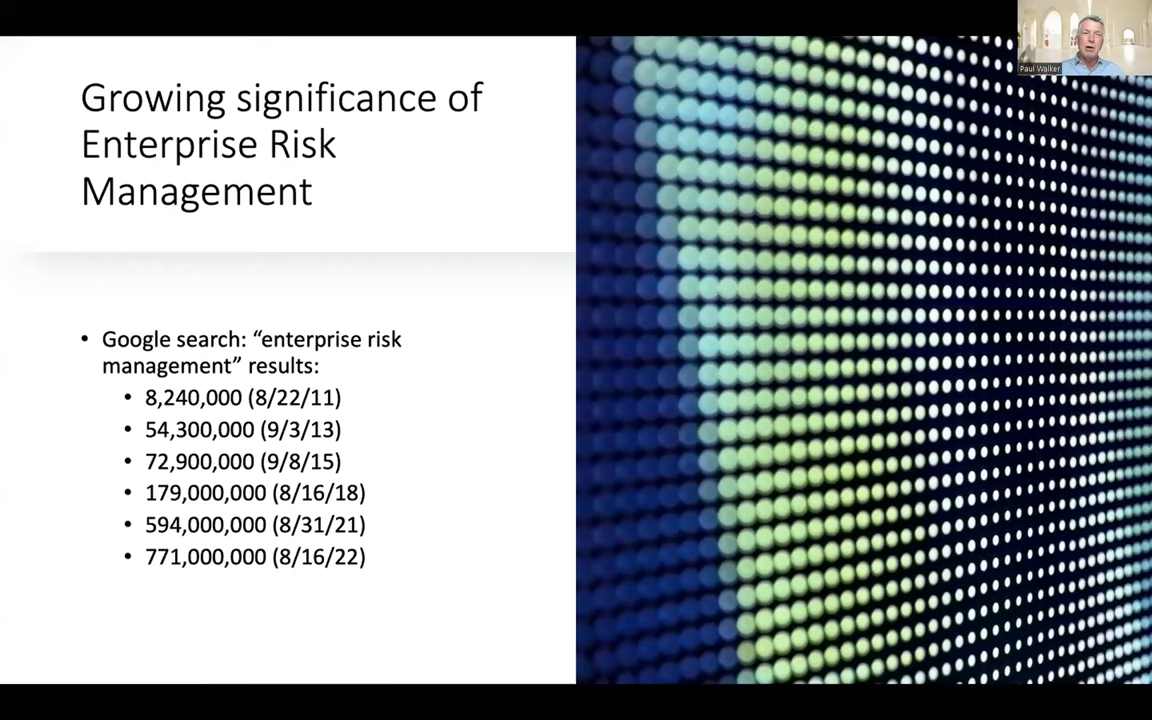 Growing significance of
Enterprise Risk
Management
• Google search: “enterprise risk
management” results:
• 8,240,000 (8/22/11)
• 54,300,000 (9/3/13)
• 72,900,000 (9/8/15)
• 179,000,000 (8/16/18)
• 594,000,000 (8/31/21)
• 771,000,000 (8/16/22)
Paul Walker